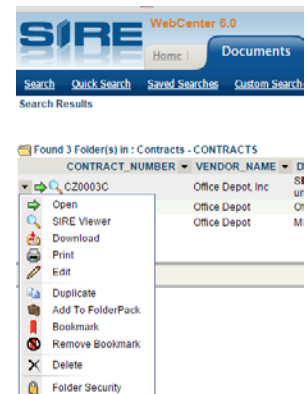 SIRE
WebCenter 6.0
Home
Documents
Search Quick Search Saved Searches Custom Search
Search Results
Found 3 Folder(s) in : Contracts - CONTRACTS
CONTRACT_NUMBER VENDOR_NAME D
CZ0003C Office Depot, Inc
Open Office Depot
SIRE Viewer Office Depot
Download
Print
Edit
Duplicate
Add To FolderPack
Bookmark
Remove Bookmark
Delete
Folder Security